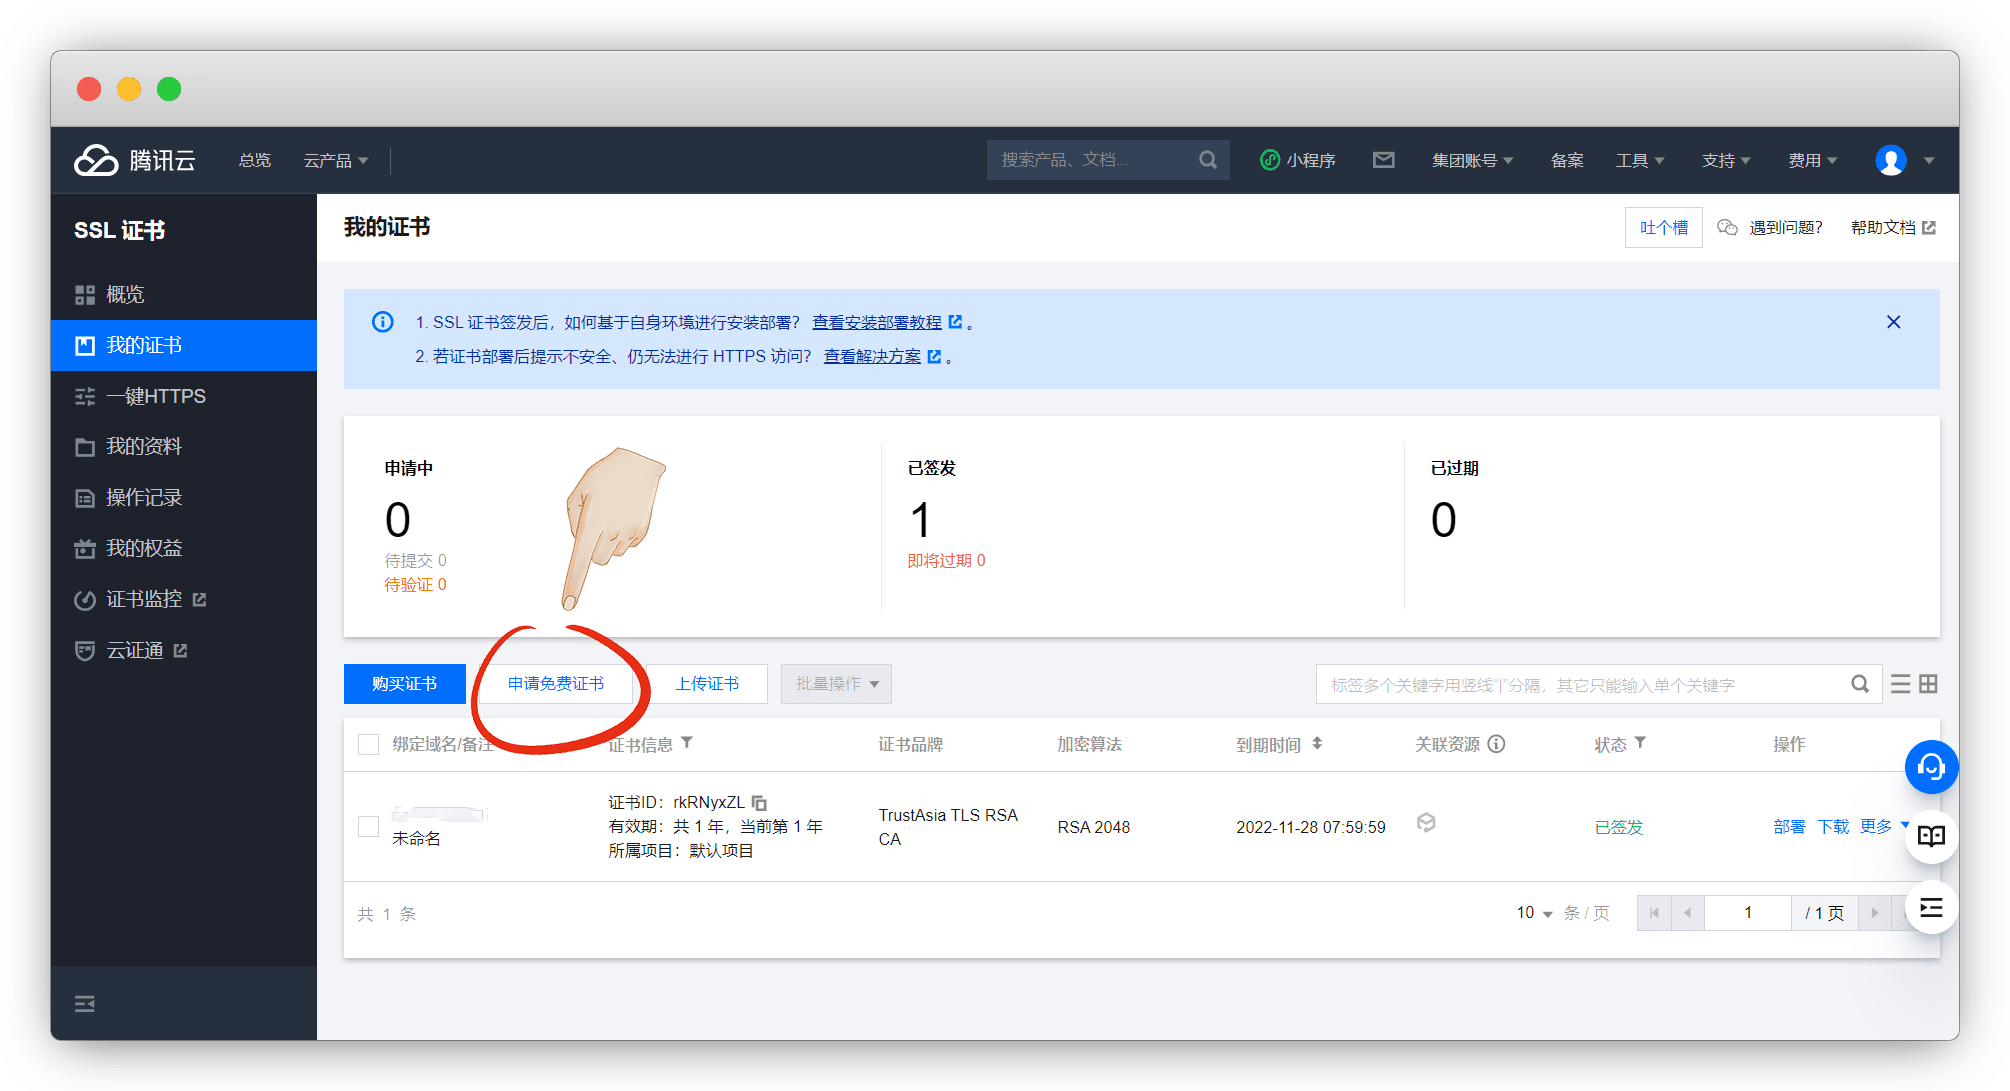 腾讯云 总览 云产品 搜索产品、文档... 小程序 集团账号 备案 工具 支持 费用
SSL 证书
概览
我的证书
一键HTTPS
我的资料
操作记录
我的权益
证书监控
云证通
我的证书 吐个槽 遇到问题? 帮助文档
1. SSL 证书签发后，如何基于自身环境进行安装部署？ 查看安装部署教程 。
2. 若证书部署后提示不安全、仍无法进行 HTTPS 访问？ 查看解决方案 。
申请中
0
待提交 0
待验证 0
已签发
1
即将过期 0
已过期
0
购买证书 申请免费证书 上传证书 批量操作 标签多个关键字用竖线“|”分隔，其它只能输入单个关键字
绑定域名/备注 证书信息 证书品牌 加密算法 到期时间 关联资源 状态 操作
未命名
证书ID：rkRNyxZL
有效期：共 1 年，当前第 1 年
所属项目：默认项目
TrustAsia TLS RSA
CA
RSA 2048
2022-11-28 07:59:59
已签发
部署 下载 更多
共 1 条 10 条 / 页 1 / 1 页